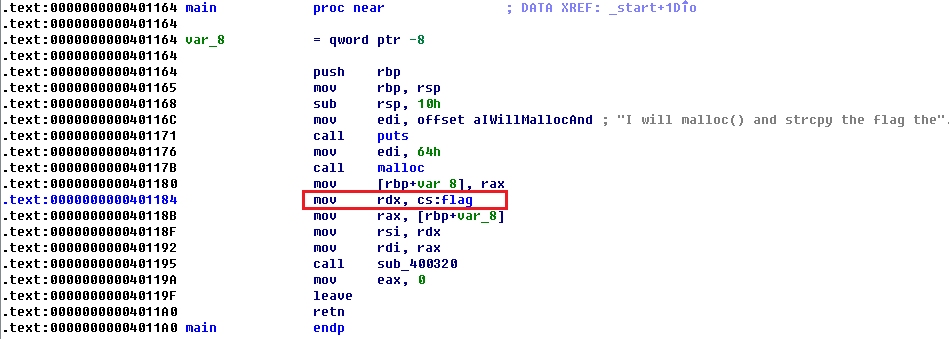 .text:0000000000401164 main proc near ; DATA XREF: _start+1D↑o
.text:0000000000401164
.text:0000000000401164 var_8 = qword ptr -8
.text:0000000000401164
.text:0000000000401164 push rbp
.text:0000000000401165 mov rbp, rsp
.text:0000000000401168 sub rsp, 10h
.text:000000000040116C mov edi, offset aIWillMallocAnd ; "I will malloc() and strcpy the flag the".
.text:0000000000401171 call puts
.text:0000000000401176 mov edi, 64h
.text:000000000040117B call malloc
.text:0000000000401180 mov [rbp+var_8], rax
.text:0000000000401184 mov rdx, cs:flag
.text:000000000040118B mov rax, [rbp+var_8]
.text:000000000040118F mov rsi, rdx
.text:0000000000401192 mov rdi, rax
.text:0000000000401195 call sub_400320
.text:000000000040119A mov eax, 0
.text:000000000040119F leave
.text:00000000004011A0 retn
.text:00000000004011A0 main endp